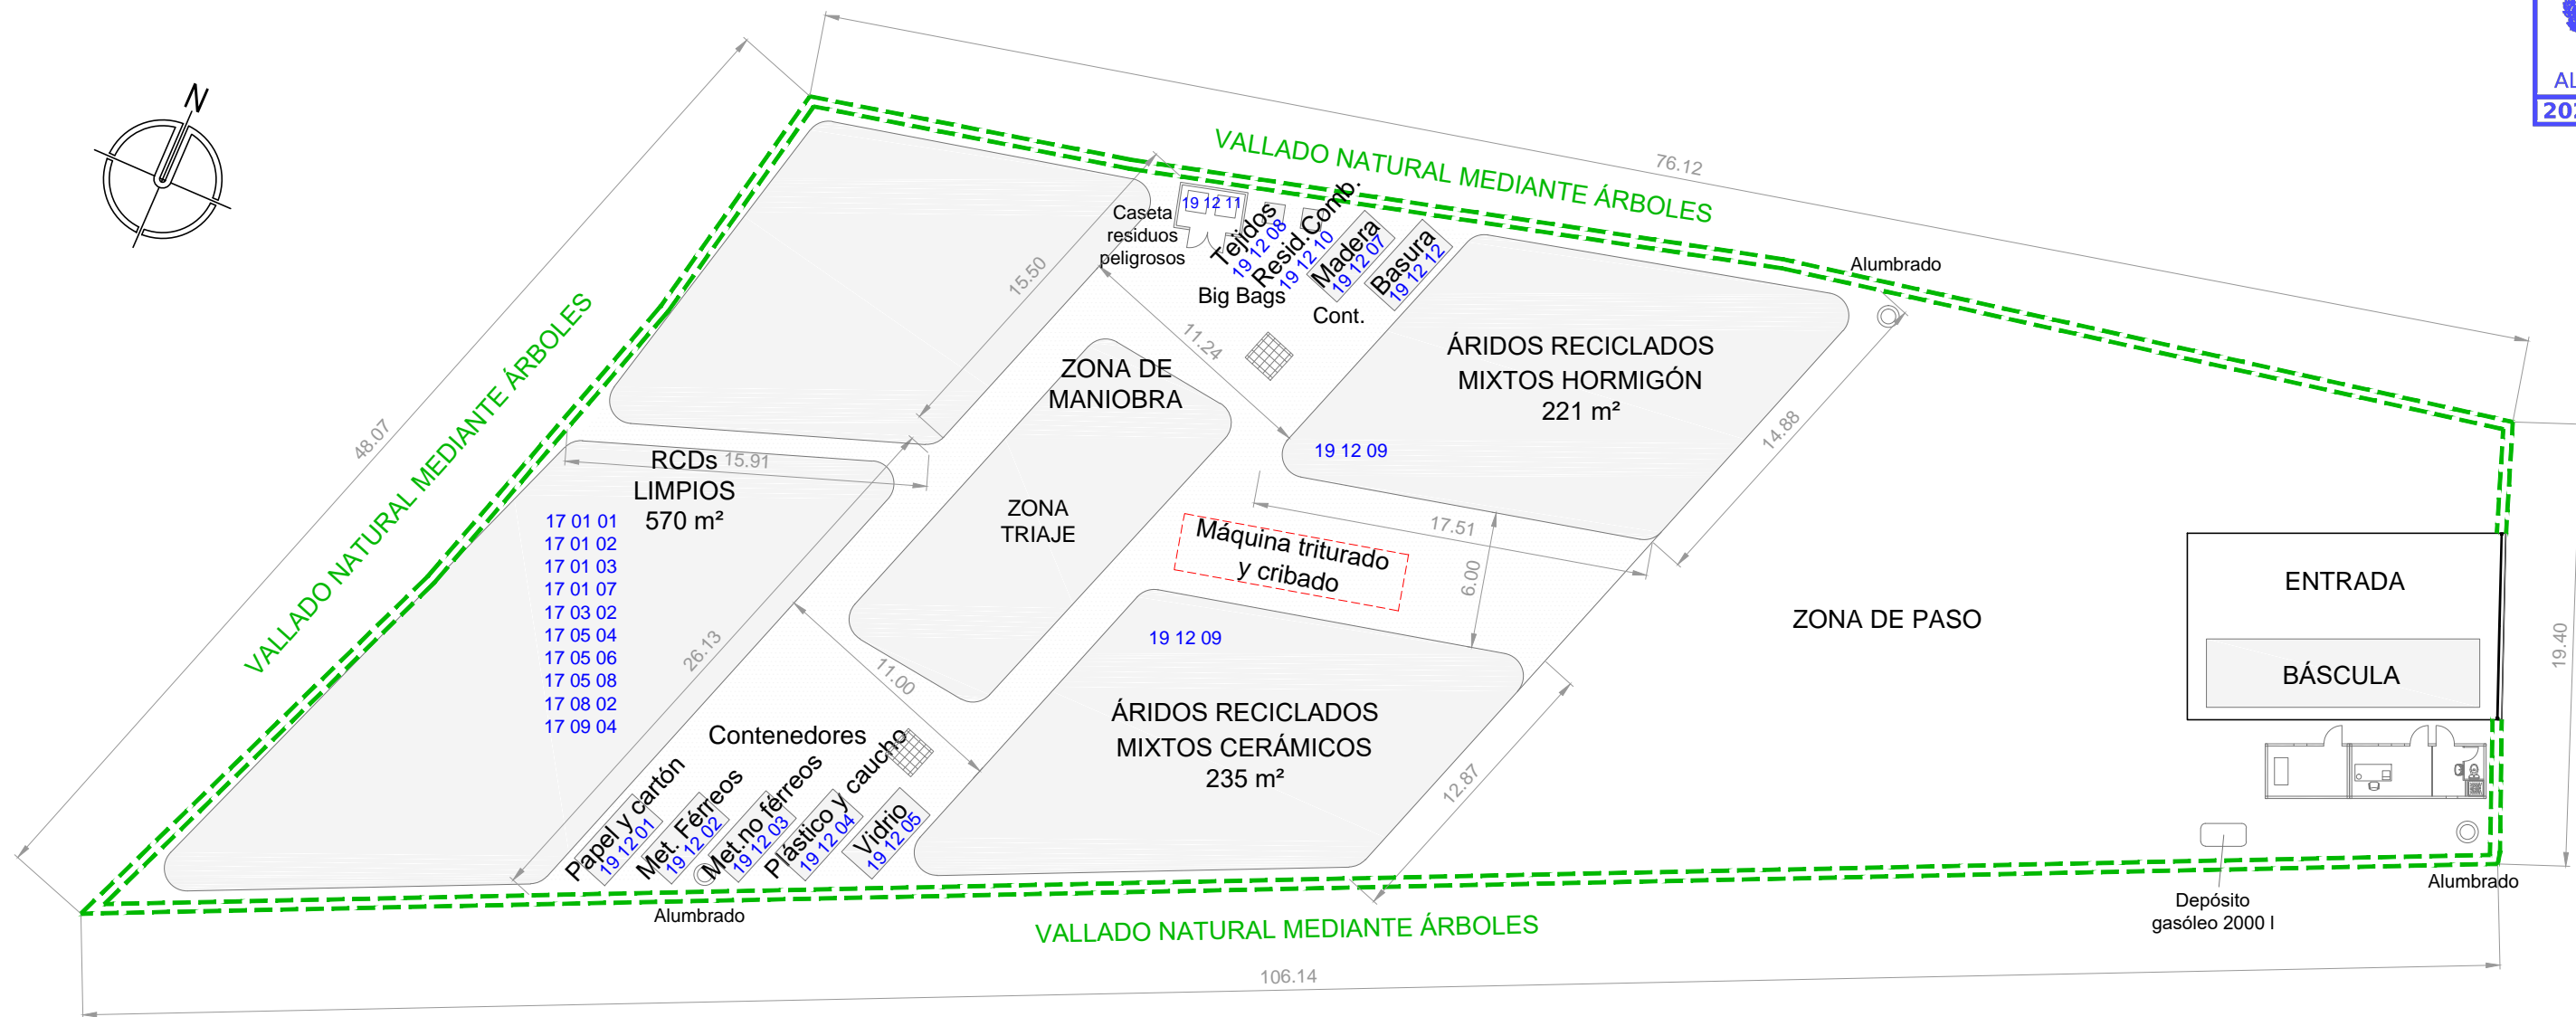 N
AL
202
76.12
VALLADO NATURAL MEDIANTE ÁRBOLES
48.07
VALLADO NATURAL MEDIANTE ÁRBOLES
Caseta
residuos
peligrosos
19 12 11
Tejidos
19 12 08
Resid.Comb.
19 12 10
Madera
19 12 07
Basura
19 12 12
Big Bags
Cont.
Alumbrado
15.50
11.24
ZONA DE
MANIOBRA
ÁRIDOS RECICLADOS
MIXTOS HORMIGÓN
221 m²
19 12 09
14.88
RCDs
LIMPIOS
570 m²
15.91
17 01 01
17 01 02
17 01 03
17 01 07
17 03 02
17 05 04
17 05 06
17 05 08
17 08 02
17 09 04
ZONA
TRIAJE
17.51
Máquina triturado
y cribado
6.00
ENTRADA
BÁSCULA
ZONA DE PASO
19.40
26.13
11.00
19 12 09
ÁRIDOS RECICLADOS
MIXTOS CERÁMICOS
235 m²
12.87
Contenedores
Papel y cartón
19 12 01
Met. Férreos
19 12 02
Met.no férreos
19 12 03
Plástico y caucho
19 12 04
Vidrio
19 12 05
Alumbrado
VALLADO NATURAL MEDIANTE ÁRBOLES
Depósito
gasóleo 2000 l
Alumbrado
106.14